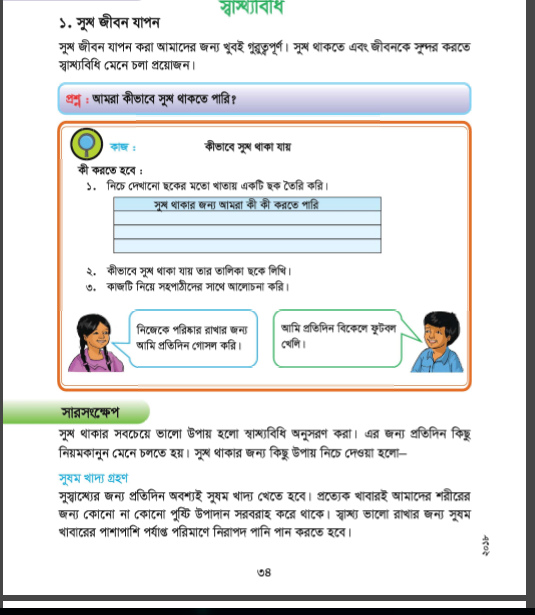 স্বাস্থ্যবিধি
১. সুস্থ জীবন যাপন
সুস্থ জীবন যাপন করা আমাদের জন্য খুবই গুরুত্বপূর্ণ। সুস্থ থাকতে এবং জীবনকে সুন্দর করতে
স্বাস্থ্যবিধি মেনে চলা প্রয়োজন।
প্রশ্ন : আমরা কীভাবে সুস্থ থাকতে পারি?
কাজ : কীভাবে সুস্থ থাকা যায়
কী করতে হবে :
১. নিচে দেখানো ছকের মতো খাতায় একটি ছক তৈরি করি।
সুস্থ থাকার জন্য আমরা কী কী করতে পারি
২. কীভাবে সুস্থ থাকা যায় তার তালিকা ছকে লিখি।
৩. কাজটি নিয়ে সহপাঠীদের সাথে আলোচনা করি।
নিজেকে পরিষ্কার রাখার জন্য
আমি প্রতিদিন গোসল করি।
আমি প্রতিদিন বিকেলে ফুটবল
খেলি।
সারসংক্ষেপ
সুস্থ থাকার সবচেয়ে ভালো উপায় হলো স্বাস্থ্যবিধি অনুসরণ করা। এর জন্য প্রতিদিন কিছু
নিয়মকানুন মেনে চলতে হয়। সুস্থ থাকার জন্য কিছু উপায় নিচে দেওয়া হলো–
সুষম খাদ্য গ্রহণ
সুস্বাস্থ্যের জন্য প্রতিদিন অবশ্যই সুষম খাদ্য খেতে হবে। প্রত্যেক খাবারই আমাদের শরীরের
জন্য কোনো না কোনো পুষ্টি উপাদান সরবরাহ করে থাকে। স্বাস্থ্য ভালো রাখার জন্য সুষম
খাবারের পাশাপাশি পর্যাপ্ত পরিমাণে নিরাপদ পানি পান করতে হবে।
২০১৮
৩৪